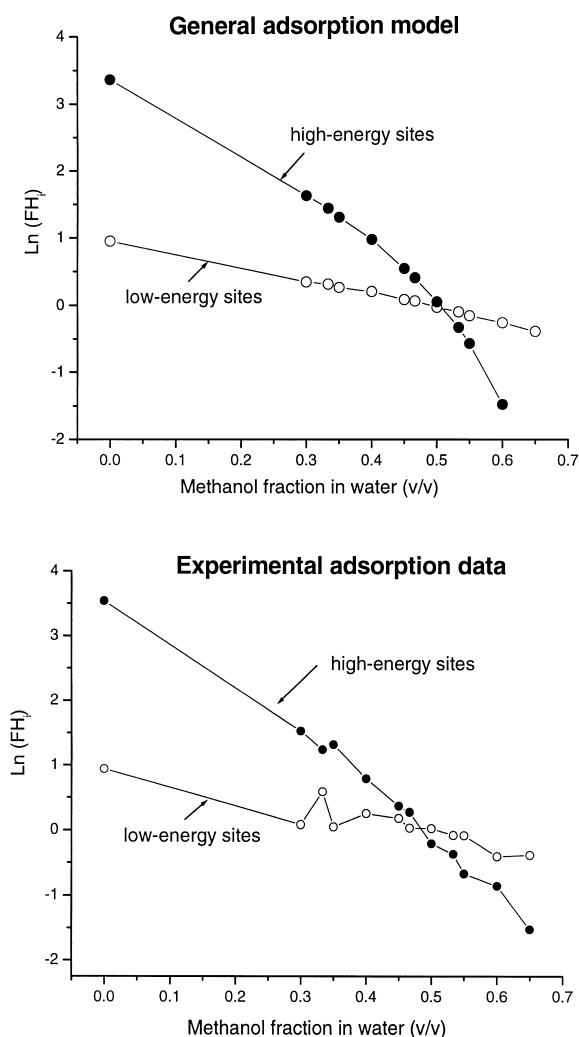 General adsorption model
4
3
2
1
0
-1
-2
Ln (FHi)
high-energy sites
low-energy sites
0.0 0.1 0.2 0.3 0.4 0.5 0.6 0.7
Methanol fraction in water (v/v)
Experimental adsorption data
4
3
2
1
0
-1
-2
Ln (FHi)
high-energy sites
low-energy sites
0.0 0.1 0.2 0.3 0.4 0.5 0.6 0.7
Methanol fraction in water (v/v)